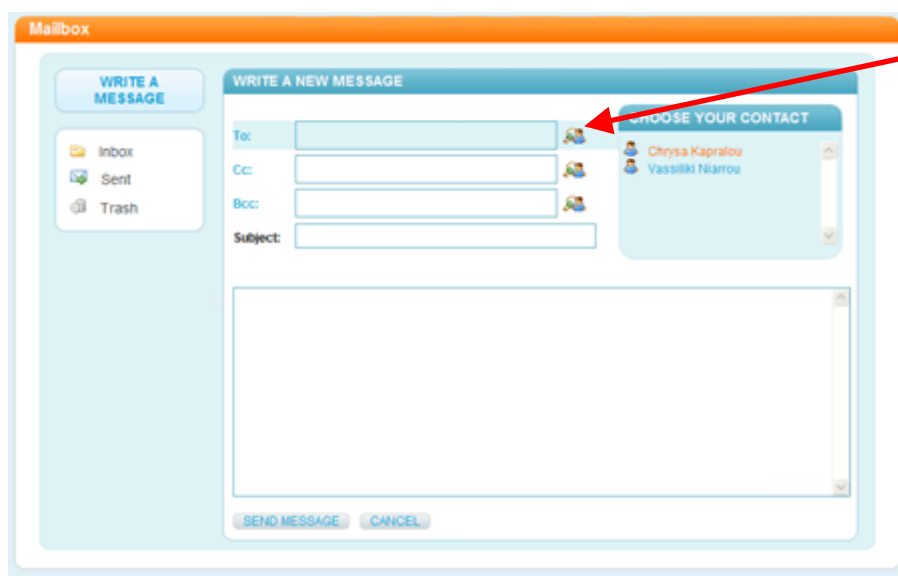 Mailbox
WRITE A
MESSAGE
Inbox
Sent
Trash
WRITE A NEW MESSAGE
To:
Cc:
Bcc:
Subject:
CHOOSE YOUR CONTACT
Chrysa Kapralou
Vassiliki Niarrou
SEND MESSAGE
CANCEL